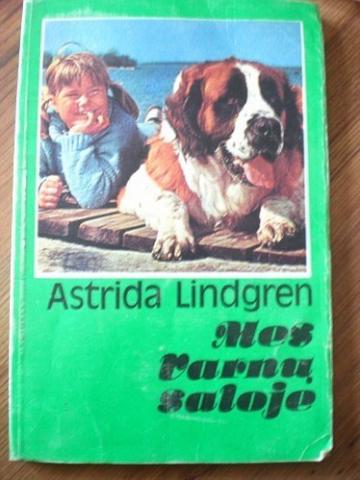 Astrida Lindgren
Mes
Varnų
saloje